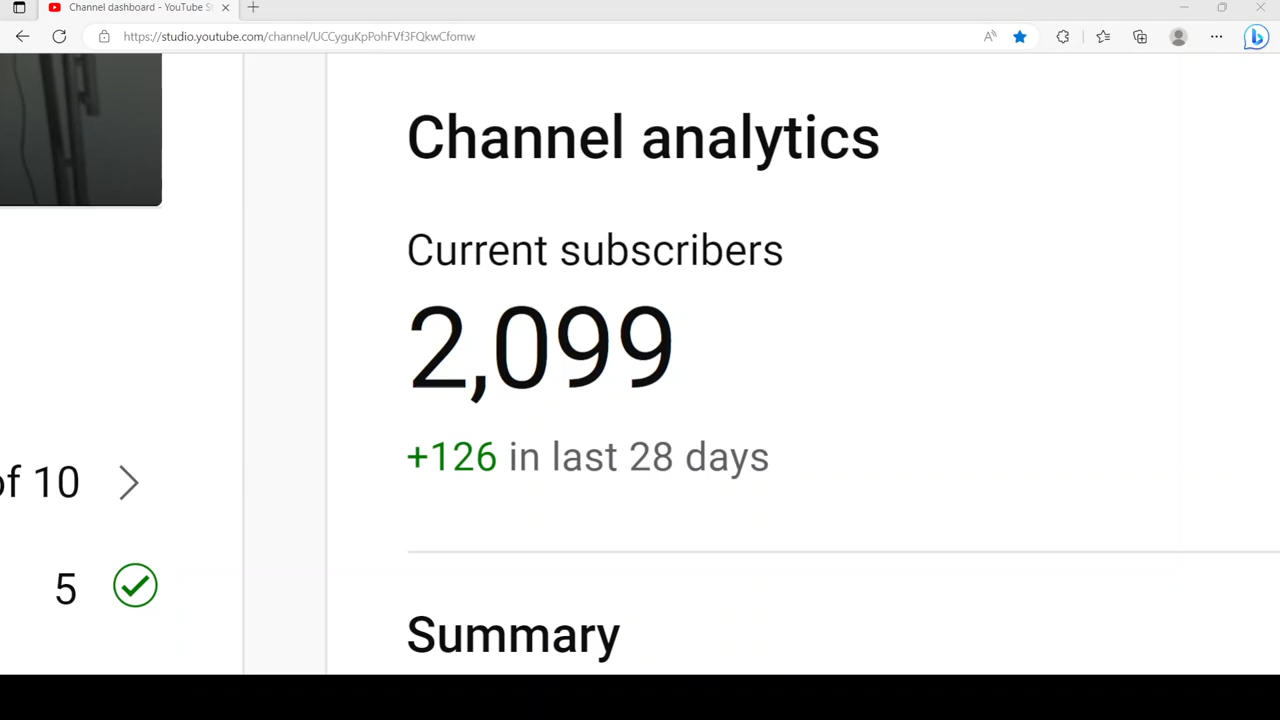 Channel dashboard - YouTube S
https://studio.youtube.com/channel/UCCyguKpPohFVf3FQkwCfomw
Channel analytics
Current subscribers
2,099
+126 in last 28 days
of 10
5
Summary